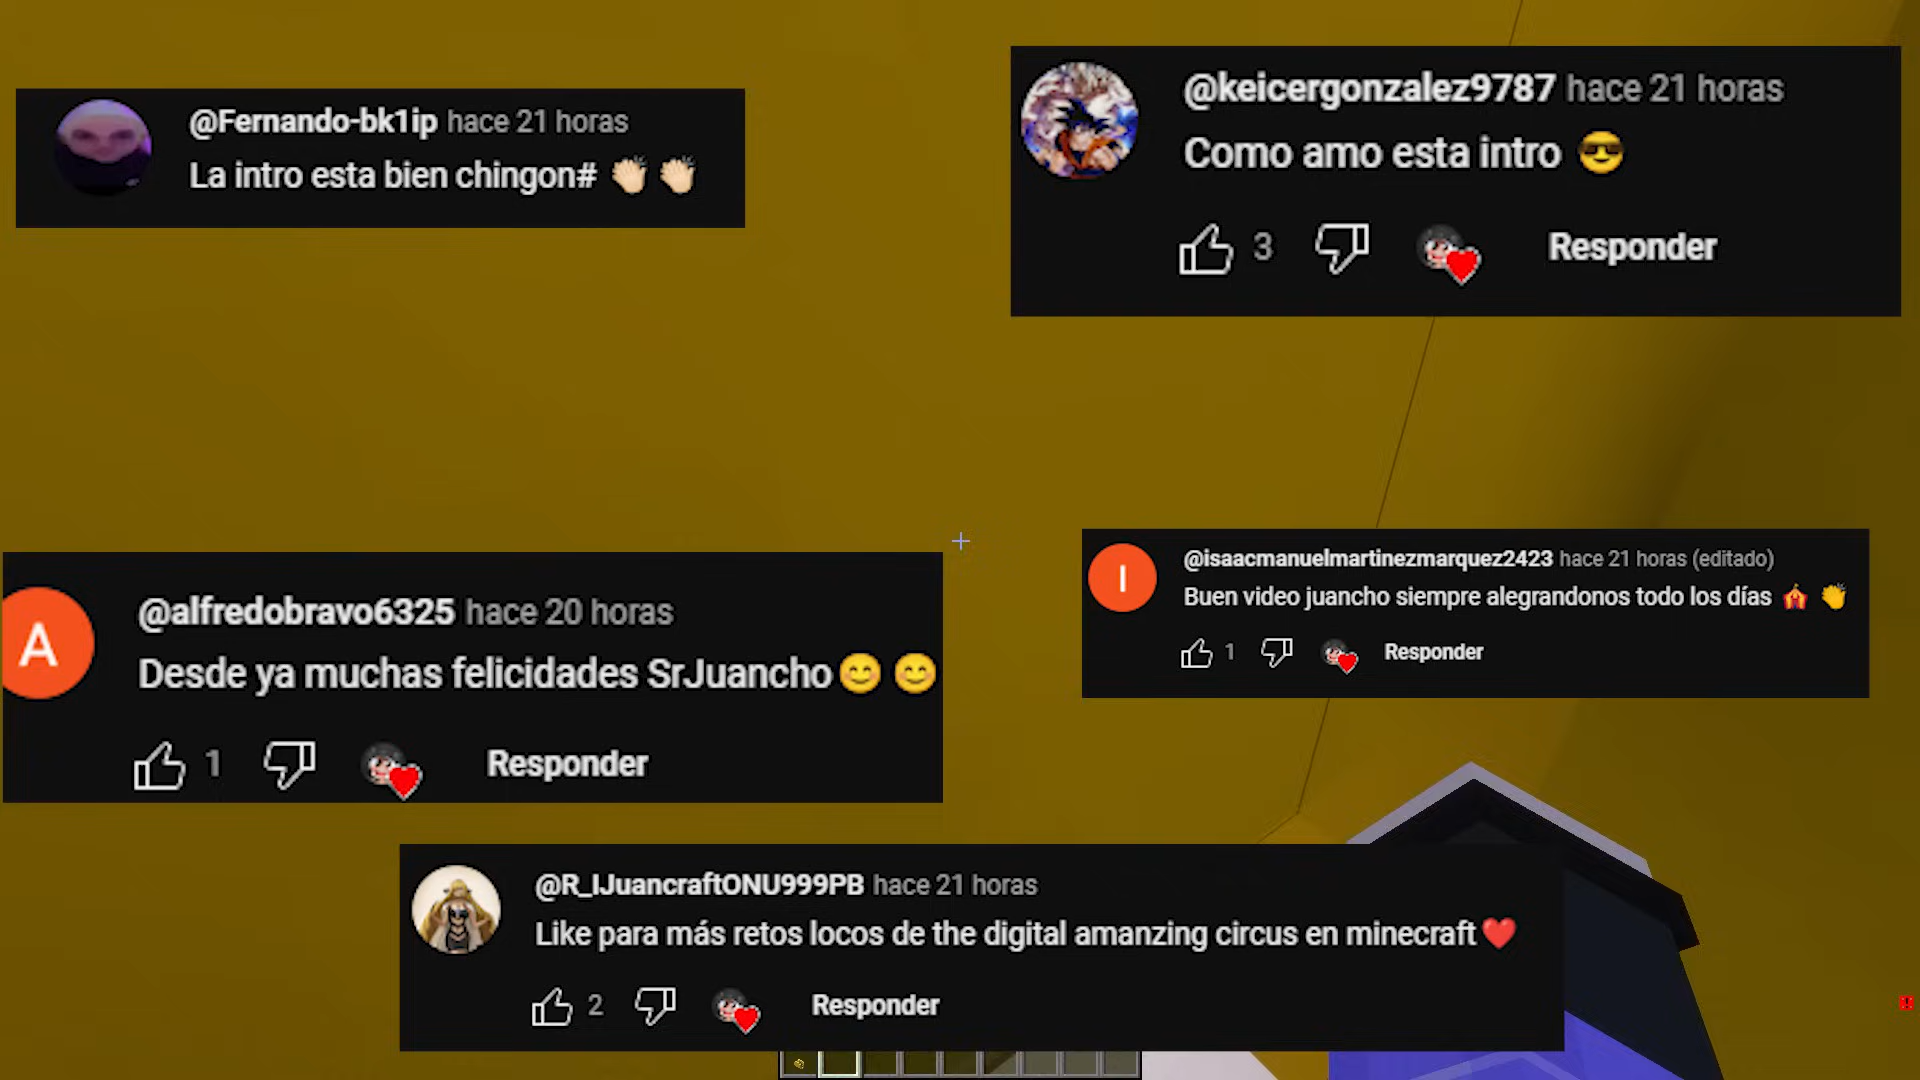 @Fernando-bk1ip hace 21 horas
La intro esta bien chingon# 👏🏻 👏🏻
@keicergonzalez9787 hace 21 horas
Como amo esta intro 😎
3 Responder
A
@alfredobravo6325 hace 20 horas
Desde ya muchas felicidades SrJuancho😊 😊
1 Responder
I
@isaacmanuelmartinezmarquez2423 hace 21 horas (editado)
Buen video juancho siempre alegrandonos todo los días 🎪 👏
1 Responder
@R_IJuancraftONU999PB hace 21 horas
Like para más retos locos de the digital amanzing circus en minecraft❤️
2 Responder